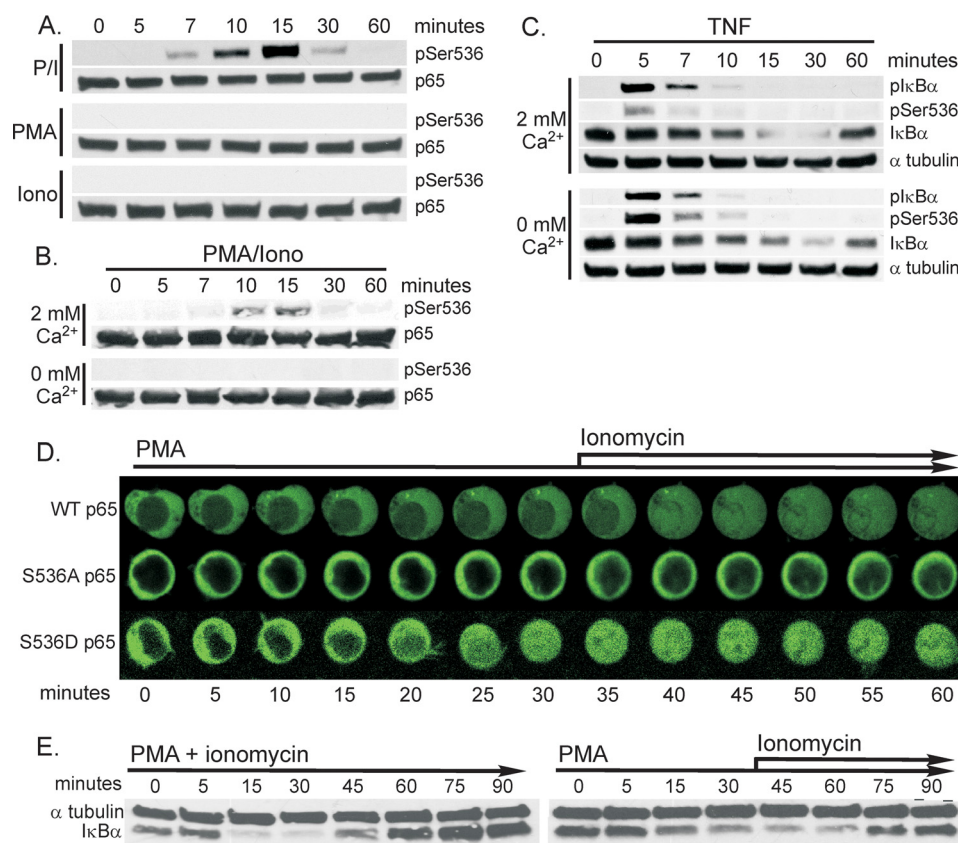 A.
0 5 7 10 15 30 60 minutes
P/I
pSer536
p65
PMA
pSer536
p65
Iono
pSer536
p65
B.
PMA/Iono
0 5 7 10 15 30 60 minutes
2 mM
Ca²⁺
pSer536
p65
0 mM
Ca²⁺
pSer536
p65
C.
TNF
0 5 7 10 15 30 60
minutes
2 mM
Ca²⁺
pIκBα
pSer536
IκBα
α tubulin
0 mM
Ca²⁺
pIκBα
pSer536
IκBα
α tubulin
D.
PMA
Ionomycin
WT p65
S536A p65
S536D p65
minutes 0 5 10 15 20 25 30 35 40 45 50 55 60
E.
PMA + ionomycin
minutes 0 5 15 30 45 60 75 90
α tubulin
IκBα
PMA
Ionomycin
0 5 15 30 45 60 75 90